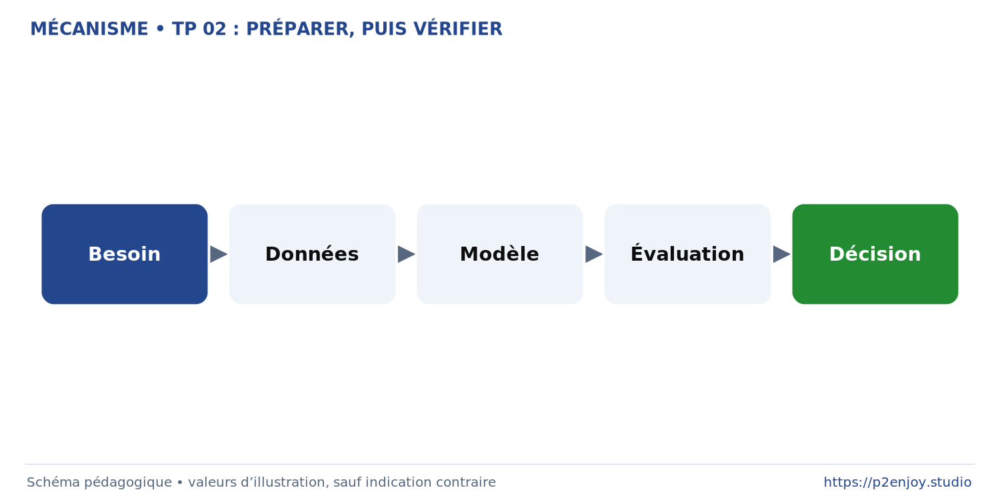 MÉCANISME • TP 02 : PRÉPARER, PUIS VÉRIFIER
Besoin
Données
Modèle
Évaluation
Décision
Schéma pédagogique • valeurs d’illustration, sauf indication contraire
https://p2enjoy.studio